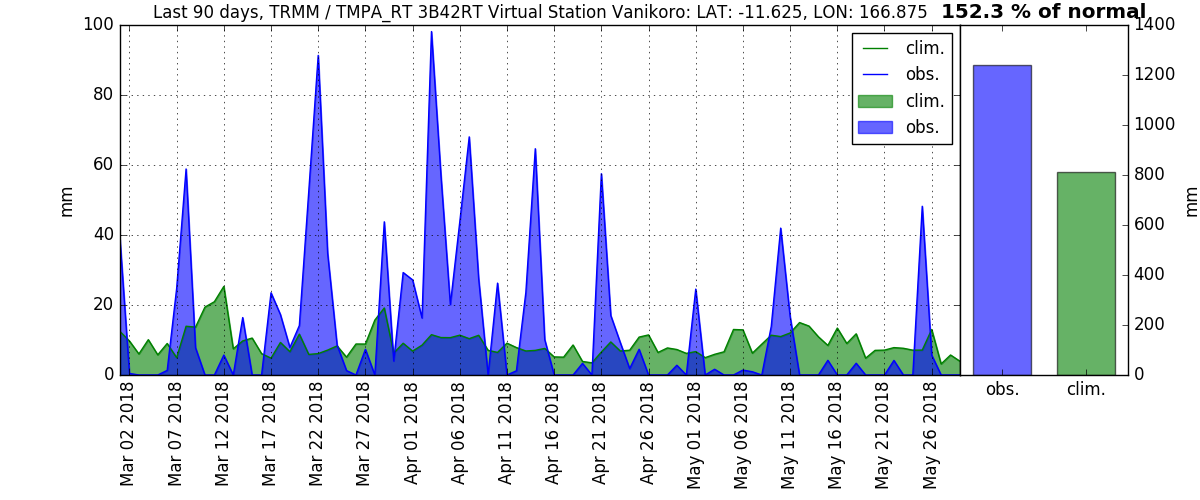 Last 90 days, TRMM / TMPA_RT 3B42RT Virtual Station Vanikoro: LAT: -11.625, LON: 166.875 152.3 % of normal
100
80
60
40
20
0
mm
clim.
obs.
clim.
obs.
1400
1200
1000
800
600
400
200
0
mm
Mar 02 2018
Mar 07 2018
Mar 12 2018
Mar 17 2018
Mar 22 2018
Mar 27 2018
Apr 01 2018
Apr 06 2018
Apr 11 2018
Apr 16 2018
Apr 21 2018
Apr 26 2018
May 01 2018
May 06 2018
May 11 2018
May 16 2018
May 21 2018
May 26 2018
obs.
clim.